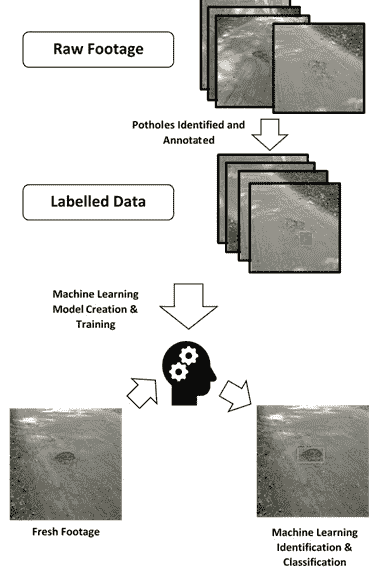 Raw Footage
Potholes Identified and
Annotated
Labelled Data
Machine Learning
Model Creation &
Training
Fresh Footage
Machine Learning
Identification &
Classification